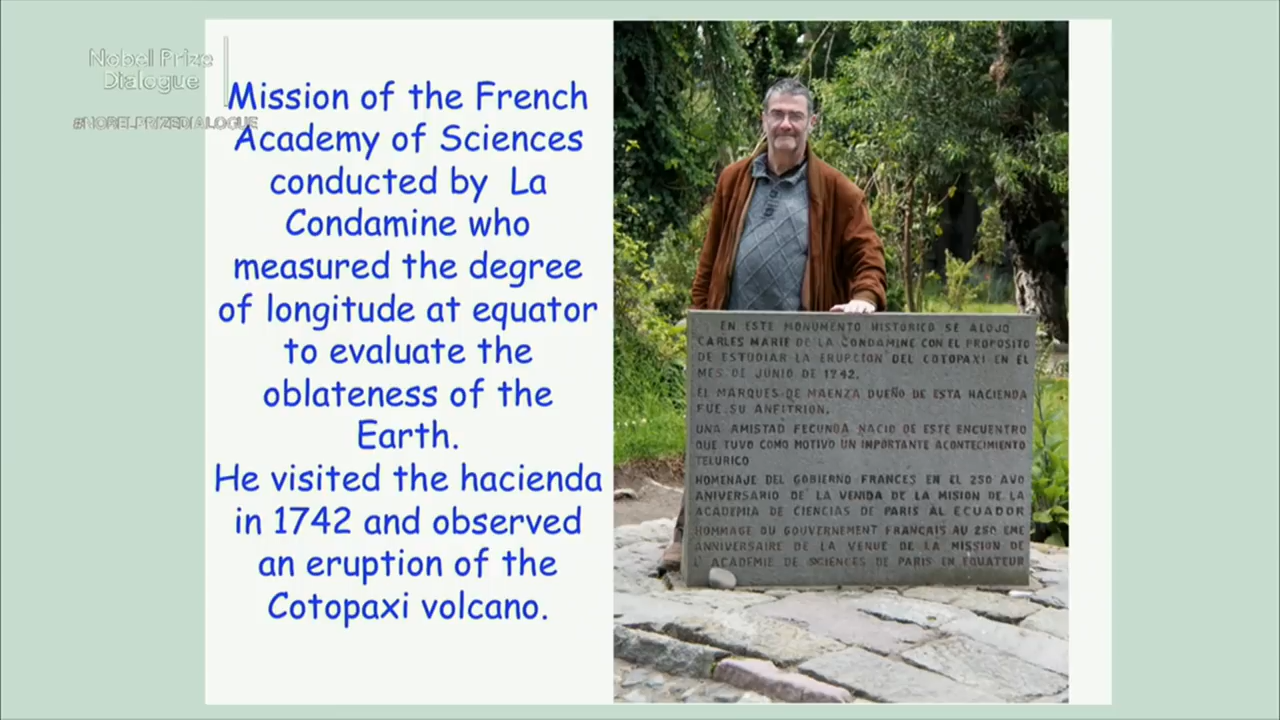 Nobel Prize
Dialogue
#NOBELPRIZEDIALOGUE
Mission of the French
Academy of Sciences
conducted by La
Condamine who
measured the degree
of longitude at equator
to evaluate the
oblateness of the
Earth.
He visited the hacienda
in 1742 and observed
an eruption of the
Cotopaxi volcano.
EN ESTE MONUMENTO HISTORICO SE ALOJO
CARLES MARIE DE LA CONDAMINE CON EL PROPOSITO
DE ESTUDIAR LA ERUPCION DEL COTOPAXI EN EL
MES DE JUNIO DE 1742.
EL MARQUES DE MAENZA DUEÑO DE ESTA HACIENDA
FUE SU ANFITRION.
UNA AMISTAD FECUNDA NACIO DE ESTE ENCUENTRO
QUE TUVO COMO MOTIVO UN IMPORTANTE ACONTECIMIENTO
TELURICO
HOMENAJE DEL GOBIERNO FRANCES EN EL 250 AVO
ANIVERSARIO DE LA VENIDA DE LA MISION DE LA
ACADEMIA DE CIENCIAS DE PARIS AL ECUADOR
HOMMAGE DU GOUVERNEMENT FRANÇAIS AU 250 EME
ANNIVERSAIRE DE LA VENUE DE LA MISSION DE
L'ACADEMIE DE SCIENCES DE PARIS EN EQUATEUR